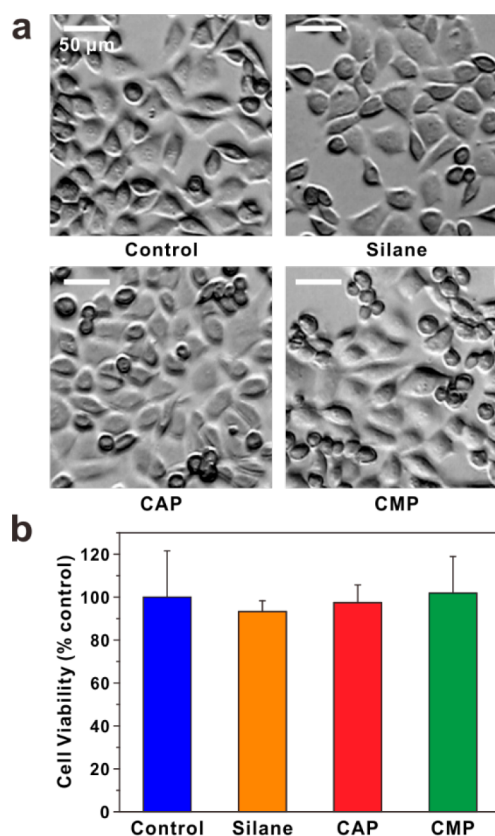 a
50 µm
Control
Silane
CAP
CMP
b
Cell Viability (% control)
120
100
80
60
40
20
0
Control
Silane
CAP
CMP